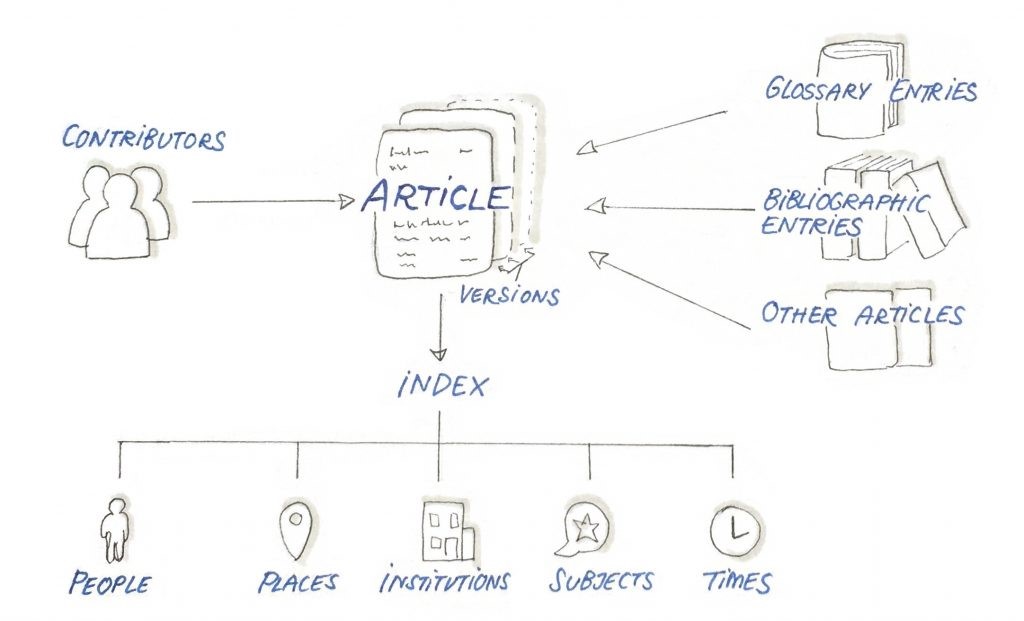 GLOSSARY ENTRIES
CONTRIBUTORS
ARTICLE
BIBLIOGRAPHIC
ENTRIES
VERSIONS
OTHER ARTICLES
INDEX
PEOPLE
PLACES
INSTITUTIONS
SUBJECTS
TIMES